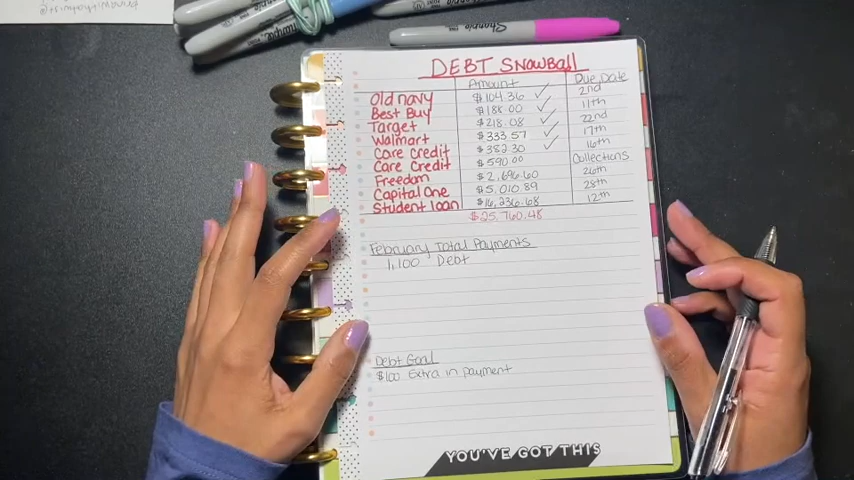 Sharpie
DEBT SNOWBALL
Amount Due Date
Old navy $104.36 ✓ 2nd
Best Buy $188.00 ✓ 11th
Target $218.08 ✓ 22nd
Walmart $333.57 ✓ 17th
Care Credit $382.30 ✓ 16th
Care Credit $590.00 Collections
Freedom $2,696.60 26th
Capital One $5,010.89 28th
Student loan $16,236.68 12th
$25,760.48
February Total Payments
1,100 Debt
Debt Goal
$100 Extra in payment
YOU'VE GOT THIS